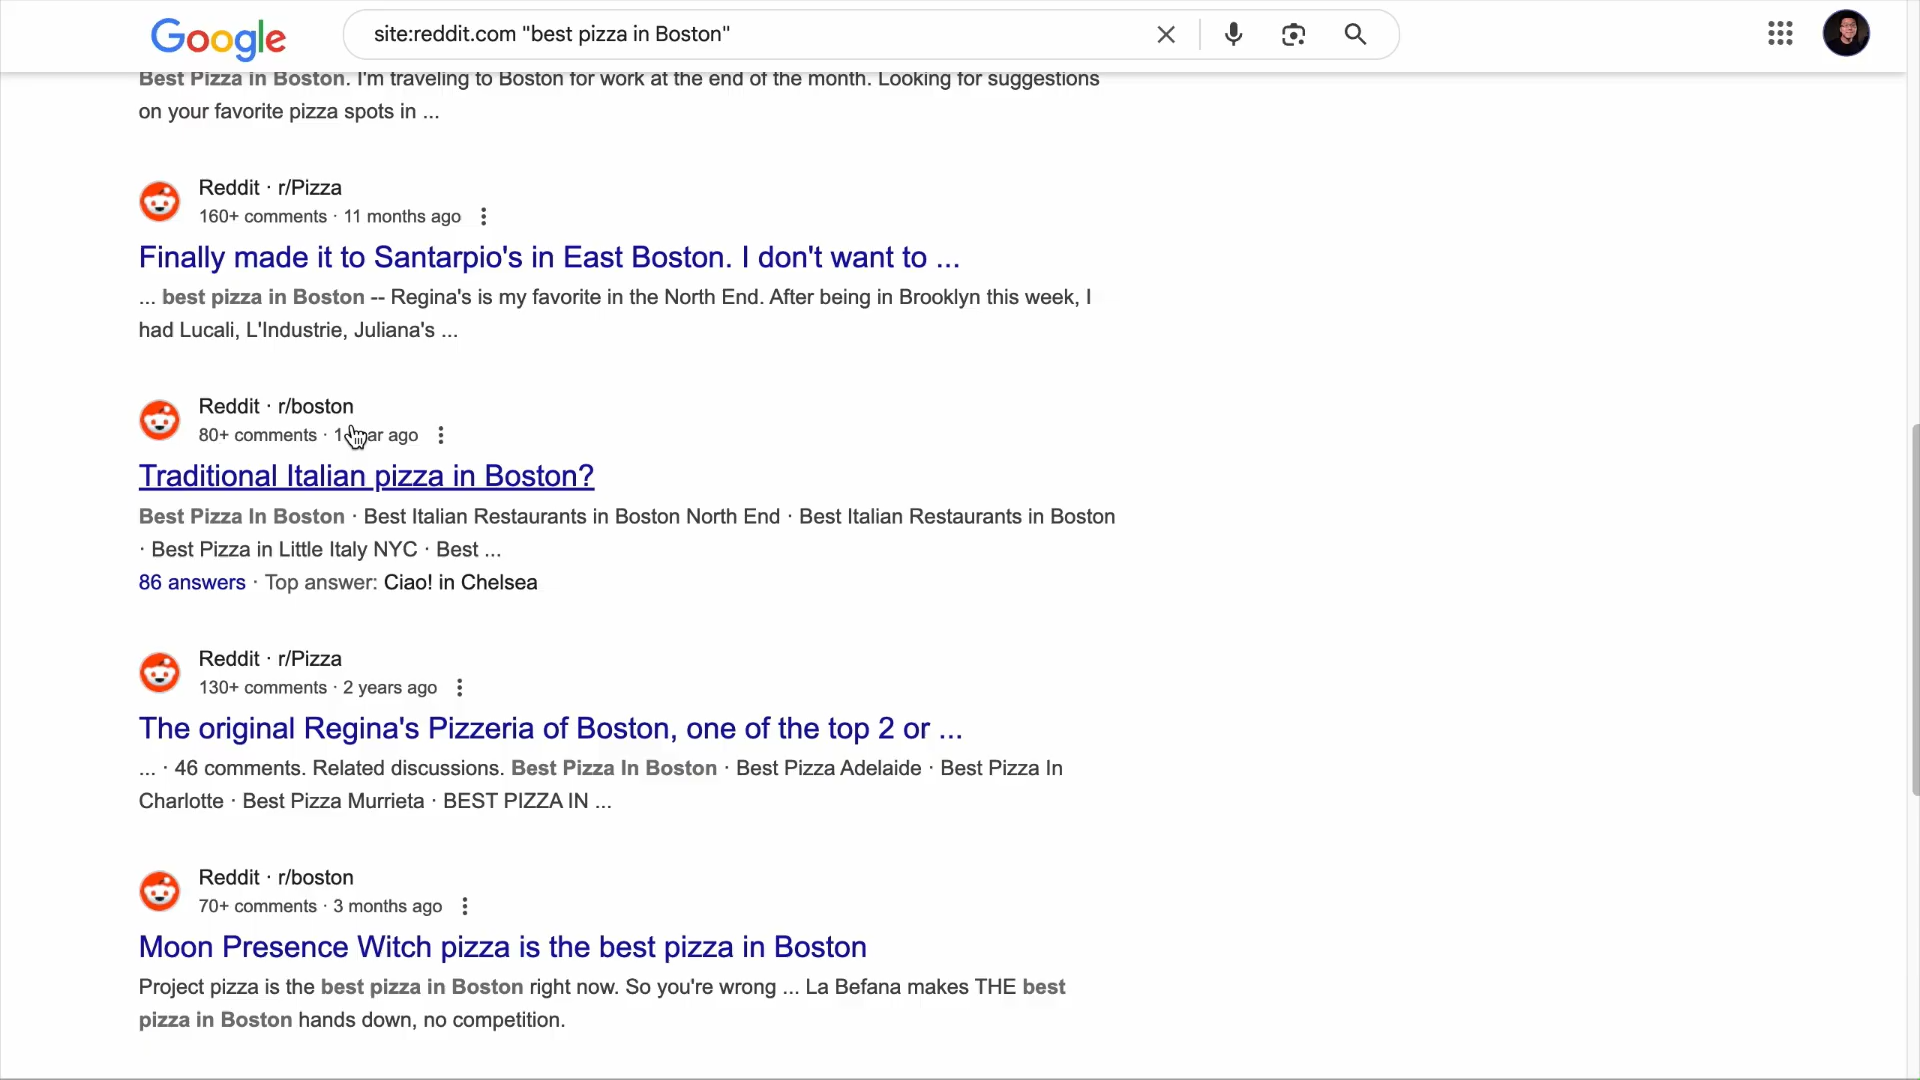 Google
site:reddit.com "best pizza in Boston"
Best Pizza in Boston. I'm traveling to Boston for work at the end of the month. Looking for suggestions
on your favorite pizza spots in ...
Reddit · r/Pizza
160+ comments · 11 months ago
Finally made it to Santarpio's in East Boston. I don't want to ...
... best pizza in Boston -- Regina's is my favorite in the North End. After being in Brooklyn this week, I
had Lucali, L'Industrie, Juliana's ...
Reddit · r/boston
80+ comments · 1 ar ago
Traditional Italian pizza in Boston?
Best Pizza In Boston · Best Italian Restaurants in Boston North End · Best Italian Restaurants in Boston
· Best Pizza in Little Italy NYC · Best ...
86 answers · Top answer: Ciao! in Chelsea
Reddit · r/Pizza
130+ comments · 2 years ago
The original Regina's Pizzeria of Boston, one of the top 2 or ...
... · 46 comments. Related discussions. Best Pizza In Boston · Best Pizza Adelaide · Best Pizza In
Charlotte · Best Pizza Murrieta · BEST PIZZA IN ...
Reddit · r/boston
70+ comments · 3 months ago
Moon Presence Witch pizza is the best pizza in Boston
Project pizza is the best pizza in Boston right now. So you're wrong ... La Befana makes THE best
pizza in Boston hands down, no competition.